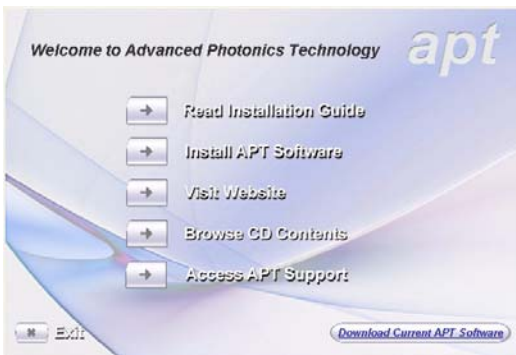 Welcome to Advanced Photonics Technology
apt
Read Installation Guide
Install APT Software
Visit Website
Browse CD Contents
Access APT Support
Exit
Download Current APT Software